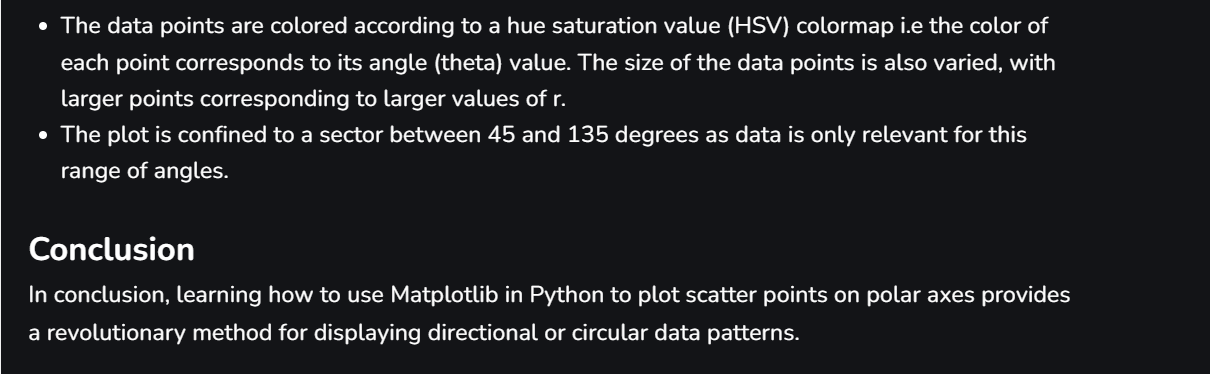 • The data points are colored according to a hue saturation value (HSV) colormap i.e the color of
each point corresponds to its angle (theta) value. The size of the data points is also varied, with
larger points corresponding to larger values of r.
• The plot is confined to a sector between 45 and 135 degrees as data is only relevant for this
range of angles.
Conclusion
In conclusion, learning how to use Matplotlib in Python to plot scatter points on polar axes provides
a revolutionary method for displaying directional or circular data patterns.